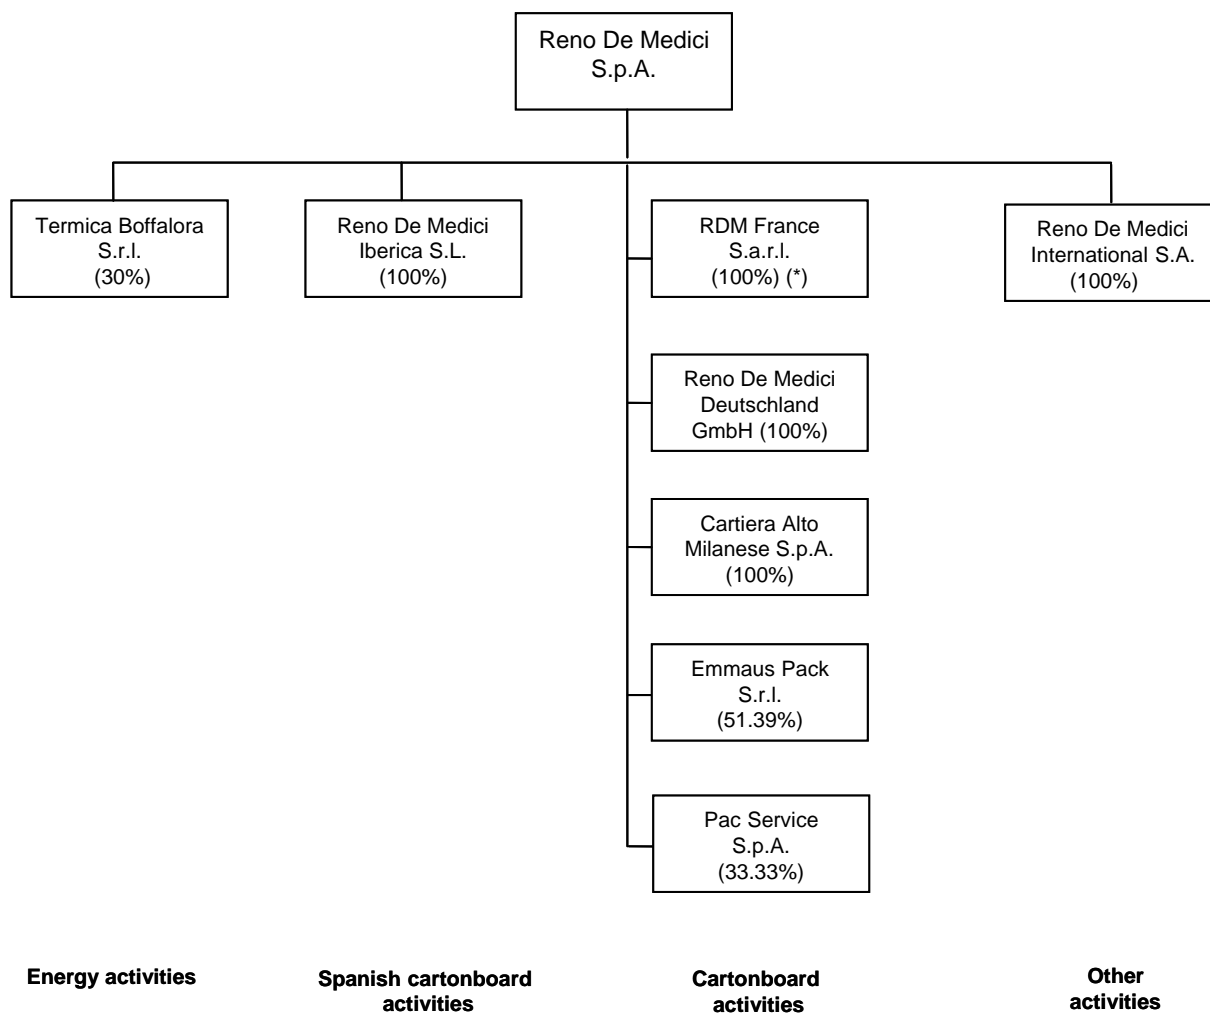 Reno De Medici
S.p.A.
Termica Boffalora
S.r.l.
(30%)
Reno De Medici
Iberica S.L.
(100%)
RDM France
S.a.r.l.
(100%) (*)
Reno De Medici
International S.A.
(100%)
Reno De Medici
Deutschland
GmbH (100%)
Cartiera Alto
Milanese S.p.A.
(100%)
Emmaus Pack
S.r.l.
(51.39%)
Pac Service
S.p.A.
(33.33%)
Energy activities
Spanish cartonboard
activities
Cartonboard
activities
Other
activities